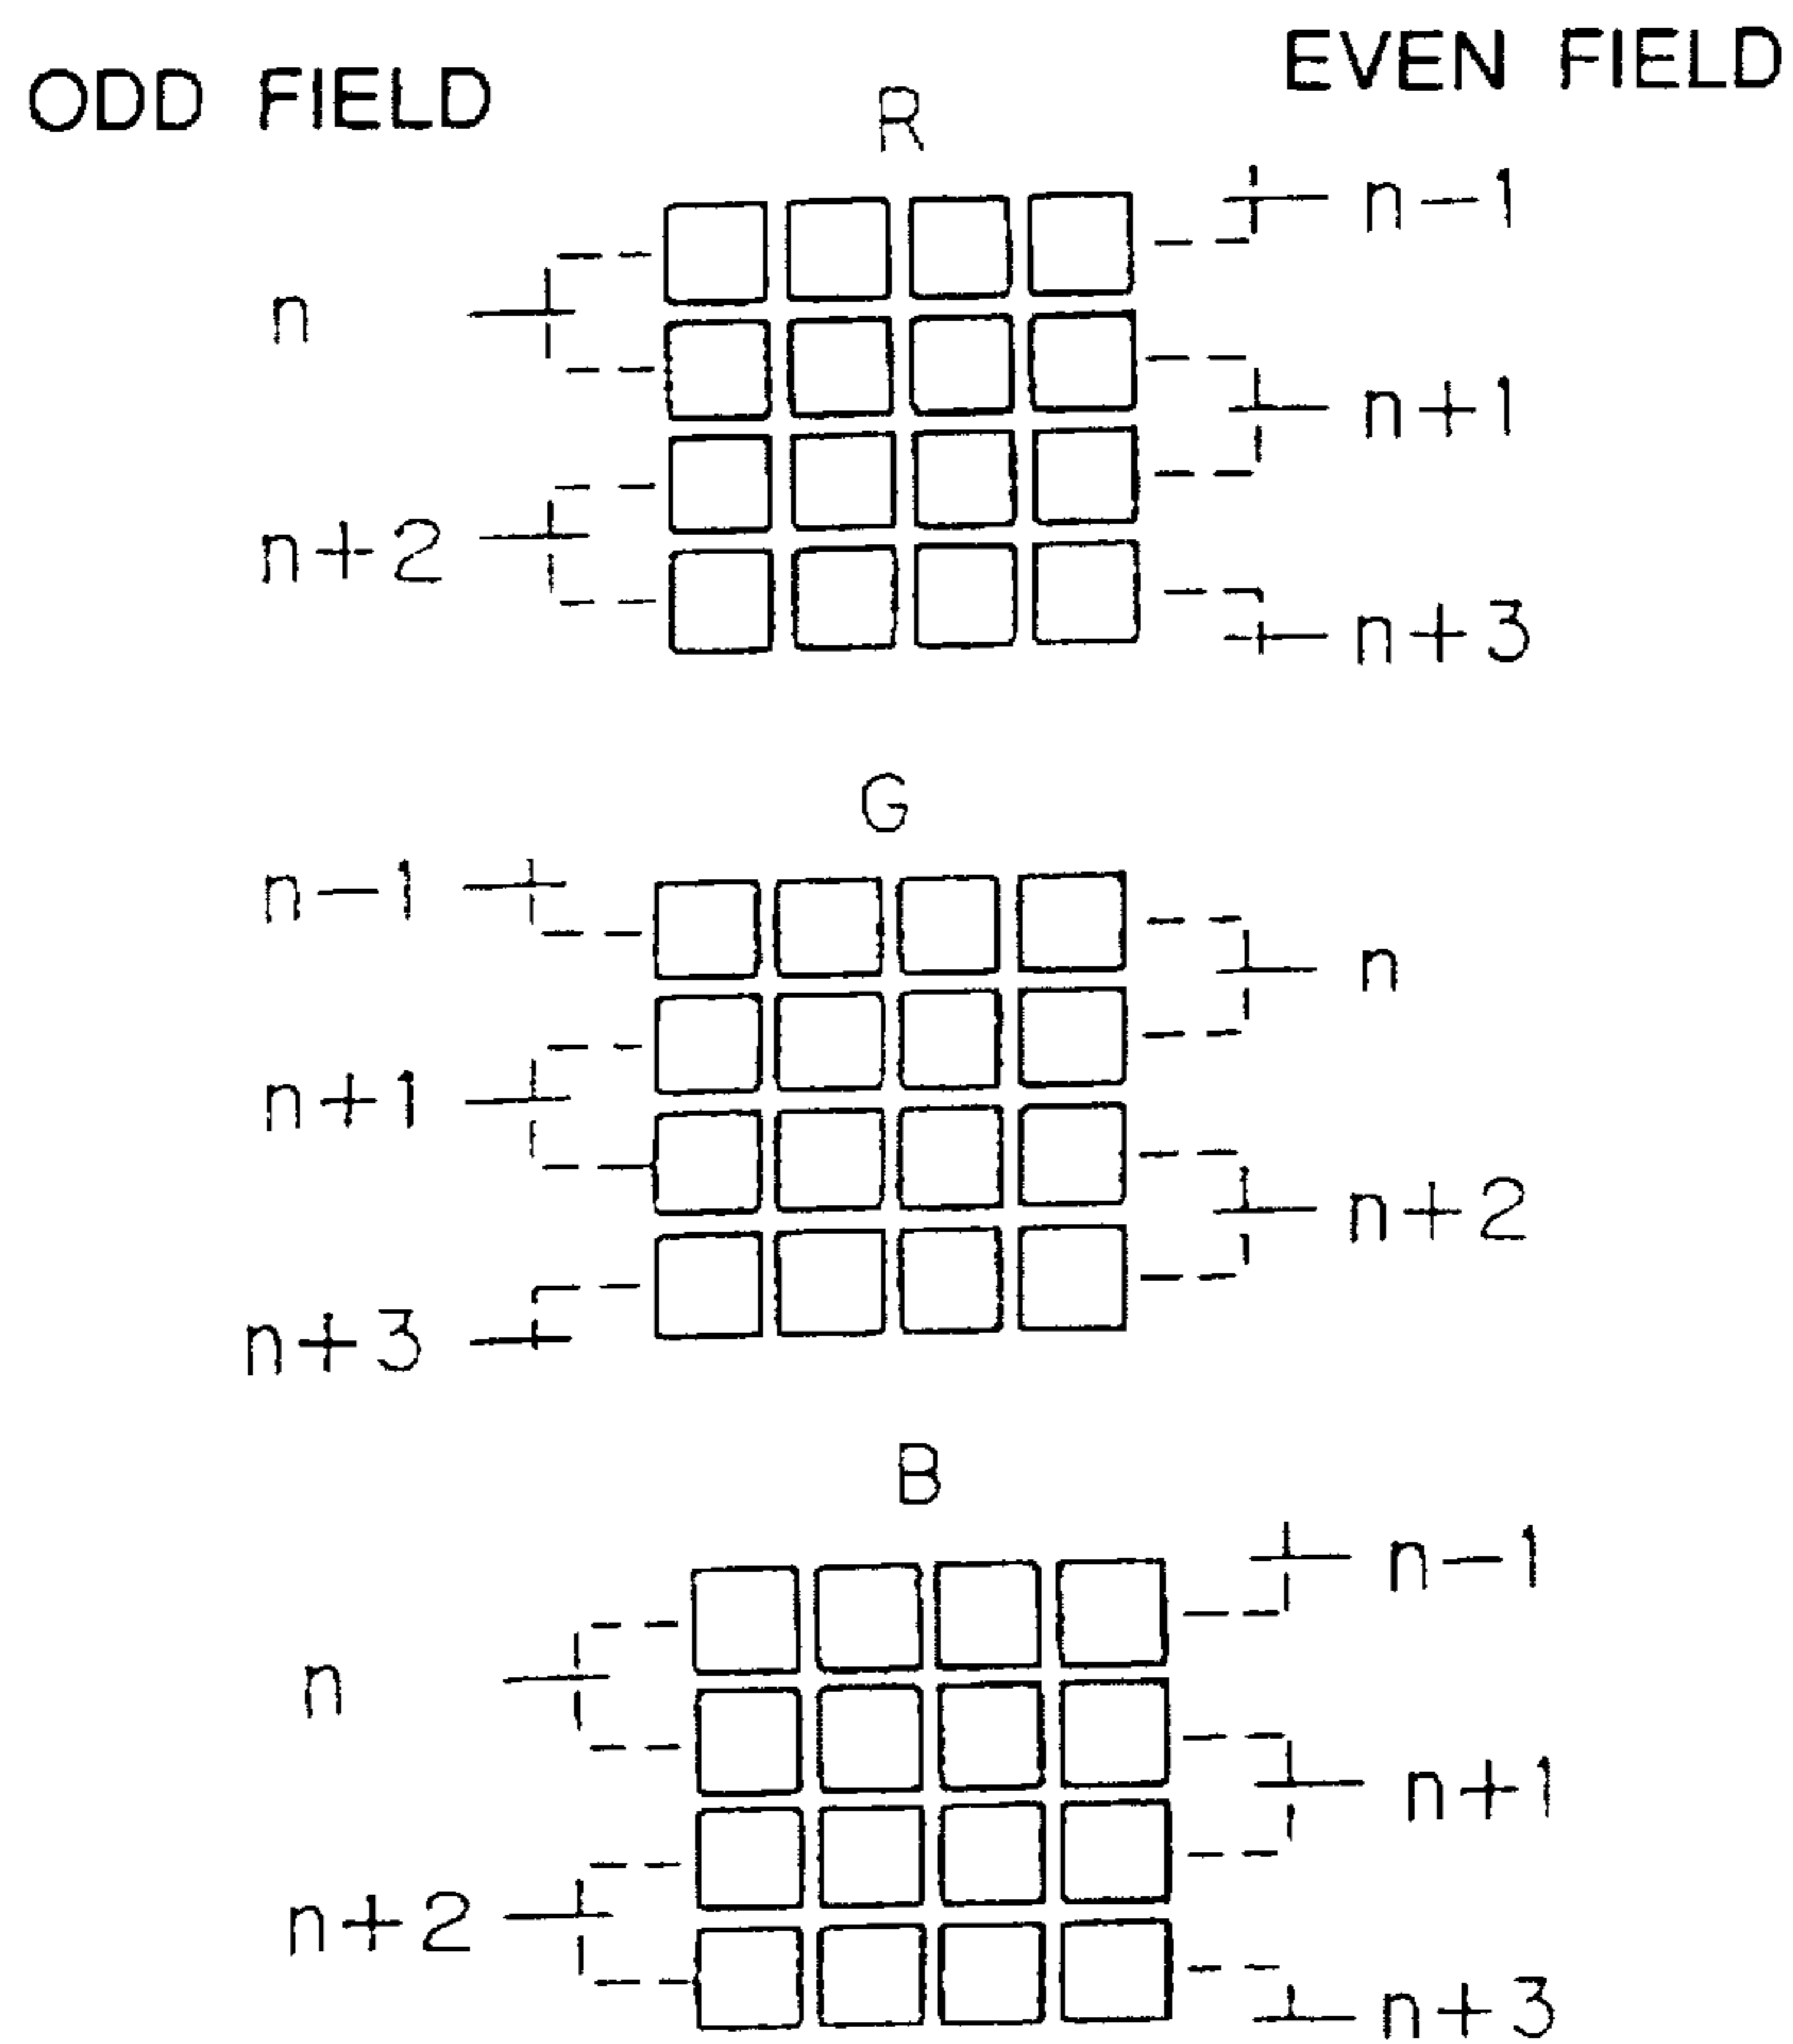 ODD FIELD
EVEN FIELD
R
n-1
n
n+1
n+2
n+3
G
n-1
n
n+1
n+2
n+3
B
n-1
n
n+1
n+2
n+3